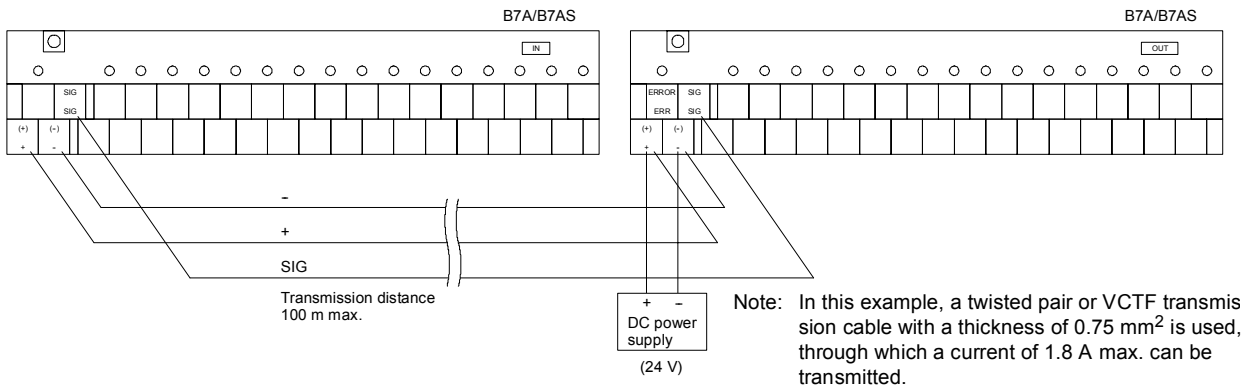 B7A/B7AS
B7A/B7AS
IN
OUT
SIG
SIG
(+)
(-)
+
-
ERROR
SIG
ERR
SIG
(+)
(-)
+
-
-
+
SIG
Transmission distance
100 m max.
+ -
DC power
supply
(24 V)
Note: In this example, a twisted pair or VCTF transmis
sion cable with a thickness of 0.75 mm² is used,
through which a current of 1.8 A max. can be
transmitted.